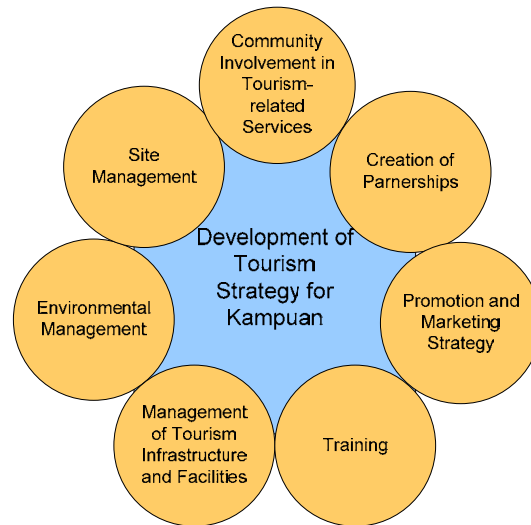 Community
Involvement in
Tourism-
related
Services
Site
Management
Creation of
Parnerships
Development of
Tourism
Strategy for
Kampuan
Environmental
Management
Promotion and
Marketing
Strategy
Management
of Tourism
Infrastructure
and Facilities
Training